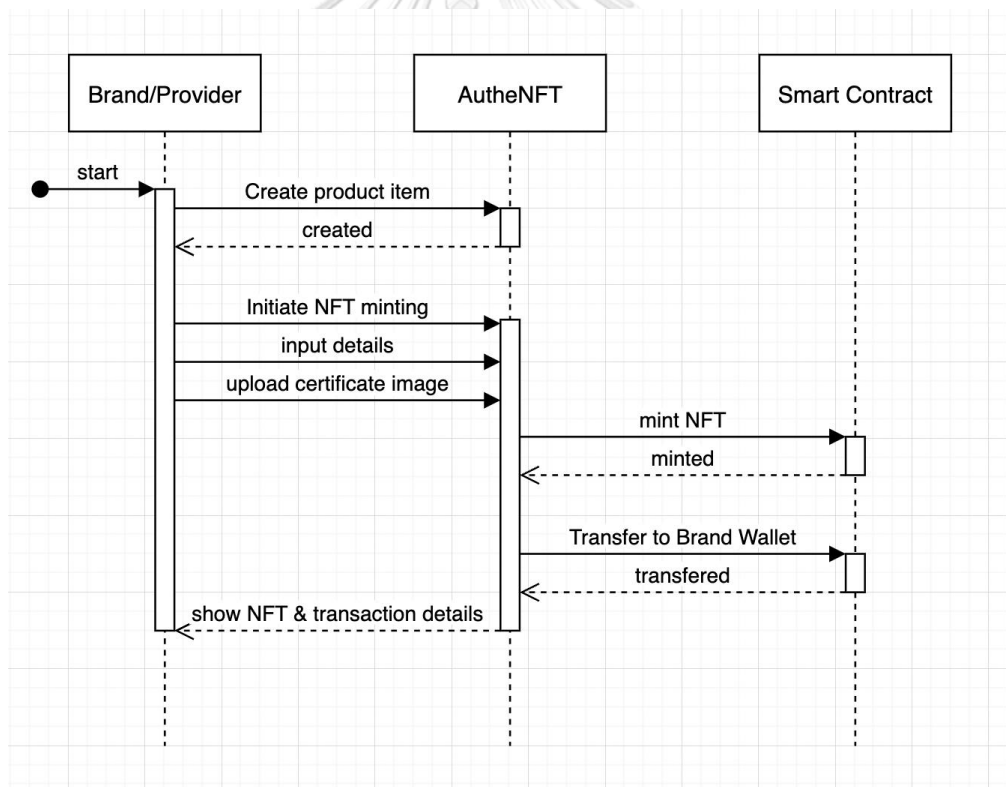 Brand/Provider
AutheNFT
Smart Contract
start
Create product item
created
Initiate NFT minting
input details
upload certificate image
mint NFT
minted
Transfer to Brand Wallet
transfered
show NFT & transaction details